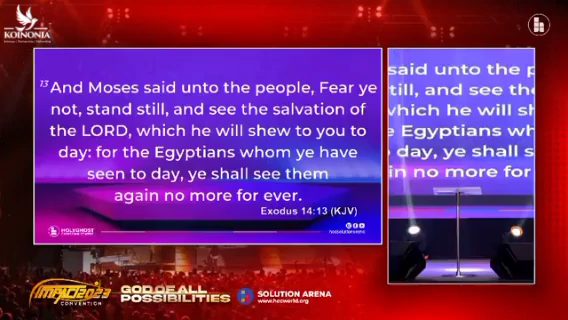 KOINONIA
13 And Moses said unto the people, Fear ye
not, stand still, and see the salvation of
the LORD, which he will shew to you to
day: for the Egyptians whom ye have
seen to day, ye shall see them
again no more for ever.
Exodus 14:13 (KJV)
HOLYGHOST
said unto the p
till, and see the
which he will sh
e Egyptians wh
day, ye shall s
in no more for
IMPACT2023
CONVENTION
GOD OF ALL
POSSIBILITIES
SOLUTION ARENA
www.hccworld.org